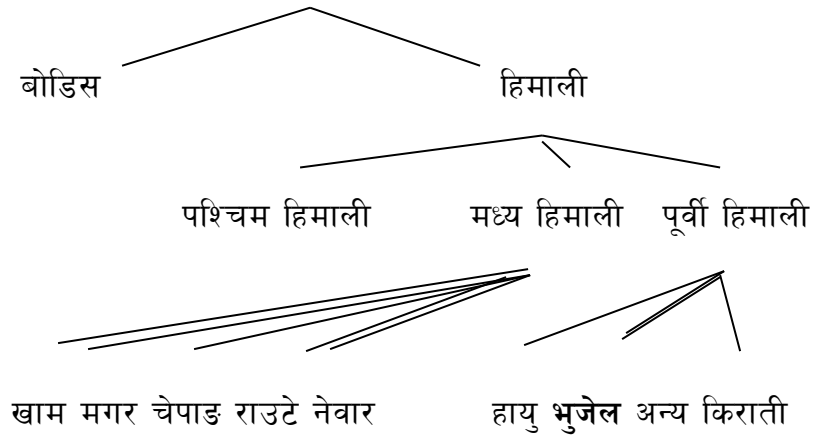 बोडिस हिमाली
पश्चिम हिमाली मध्य हिमाली पूर्वी हिमाली
खाम मगर चेपाङ राउटे नेवार हायु भुजेल अन्य किराती